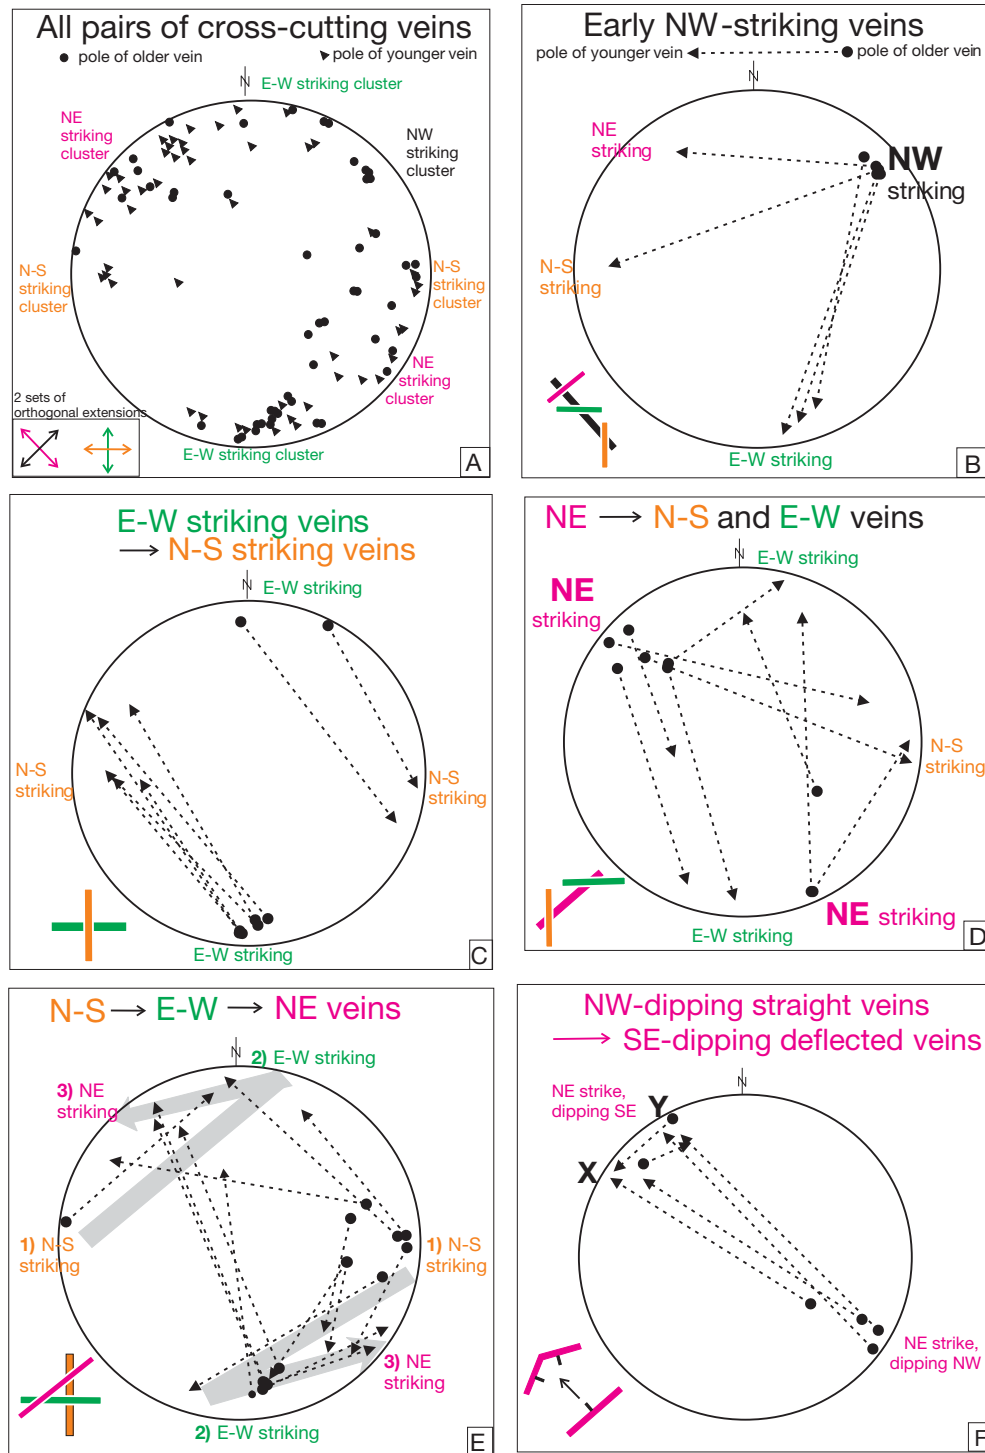 All pairs of cross-cutting veins
pole of older vein
pole of younger vein
N
E-W striking cluster
NE
striking
cluster
NW
striking
cluster
N-S
striking
cluster
N-S
striking
cluster
NE
striking
cluster
2 sets of
orthogonal extensions
E-W striking cluster
A
Early NW-striking veins
pole of younger vein
pole of older vein
N
NE
striking
NW
striking
N-S
striking
E-W striking
B
E-W striking veins
→ N-S striking veins
N
E-W striking
N-S
striking
N-S
striking
E-W striking
C
NE → N-S and E-W veins
N
E-W striking
NE
striking
N-S
striking
NE striking
E-W striking
D
N-S → E-W → NE veins
N
2) E-W striking
3) NE
striking
1) N-S
striking
1) N-S
striking
3) NE
striking
2) E-W striking
E
NW-dipping straight veins
→ SE-dipping deflected veins
N
NE strike,
dipping SE
Y
X
NE strike,
dipping NW
F